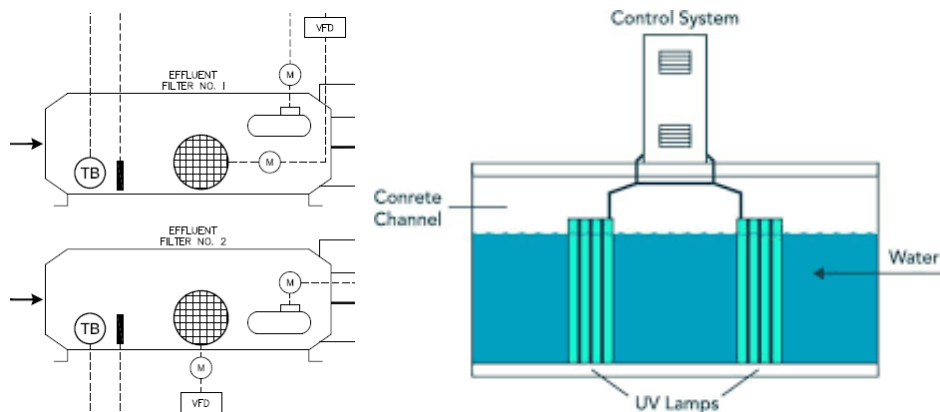 VFD
M
EFFLUENT
FILTER NO. 1
M
TB
EFFLUENT
FILTER NO. 2
M
TB
M
VFD
Control System
Conrete
Channel
Water
UV Lamps